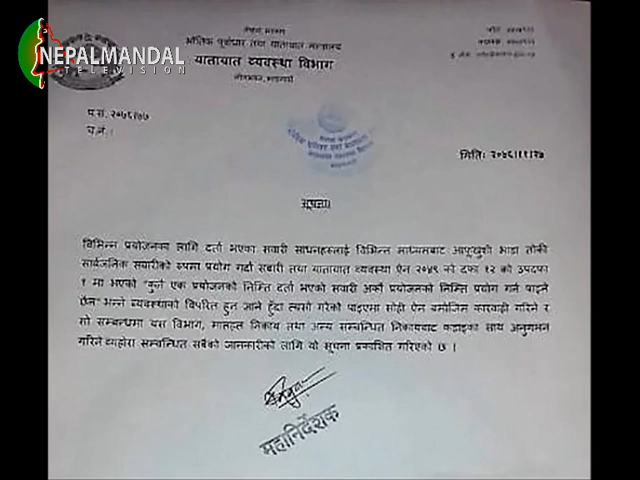 NEPALMANDAL
TELEVISION
नेपाल सरकार
भौतिक पूर्वाधार तथा यातायात मन्त्रालय
यातायात व्यवस्था विभाग
प.सं. २०७६/७७
च.नं. :
मिति: २०७६/११/२७
सूचना।
विभिन्न प्रयोजनका लागि दर्ता भएका सवारी साधनहरुलाई विभिन्न माध्यमबाट आफूखुशी भाडा तोकी
सार्वजनिक सवारीको रुपमा प्रयोग गर्दा सवारी तथा यातायात व्यवस्था ऐन २०४९ को दफा १२ को उपदफा
१ मा भएको "कुनै एक प्रयोजनको निम्ति दर्ता भएको सवारी अर्को प्रयोजनको निम्ति प्रयोग गर्न पाइने
छैन" भन्ने व्यवस्थाको विपरित हुन जाने हुँदा त्यसो गरेको पाइएमा सोही ऐन बमोजिम कारवाही गरिने र
सो सम्बन्धमा यस विभाग, मातहत निकाय तथा अन्य सम्बन्धित निकायबाट कडाइका साथ अनुगमन
गरिने व्यहोरा सम्बन्धित सबैको जानकारीको लागि यो सूचना प्रकाशित गरिएको छ ।
महानिर्देशक